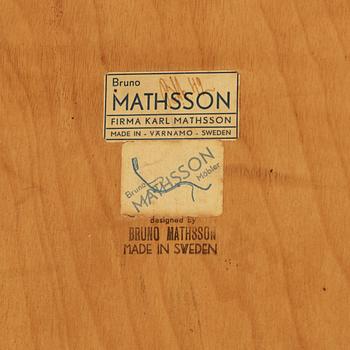 Bruno
MATHSSON
FIRMA KARL MATHSSON
MADE IN - VÄRNAMO - SWEDEN
Bruno
MATHSSON
Möbler
designed by
BRUNO MATHSSON
MADE IN SWEDEN